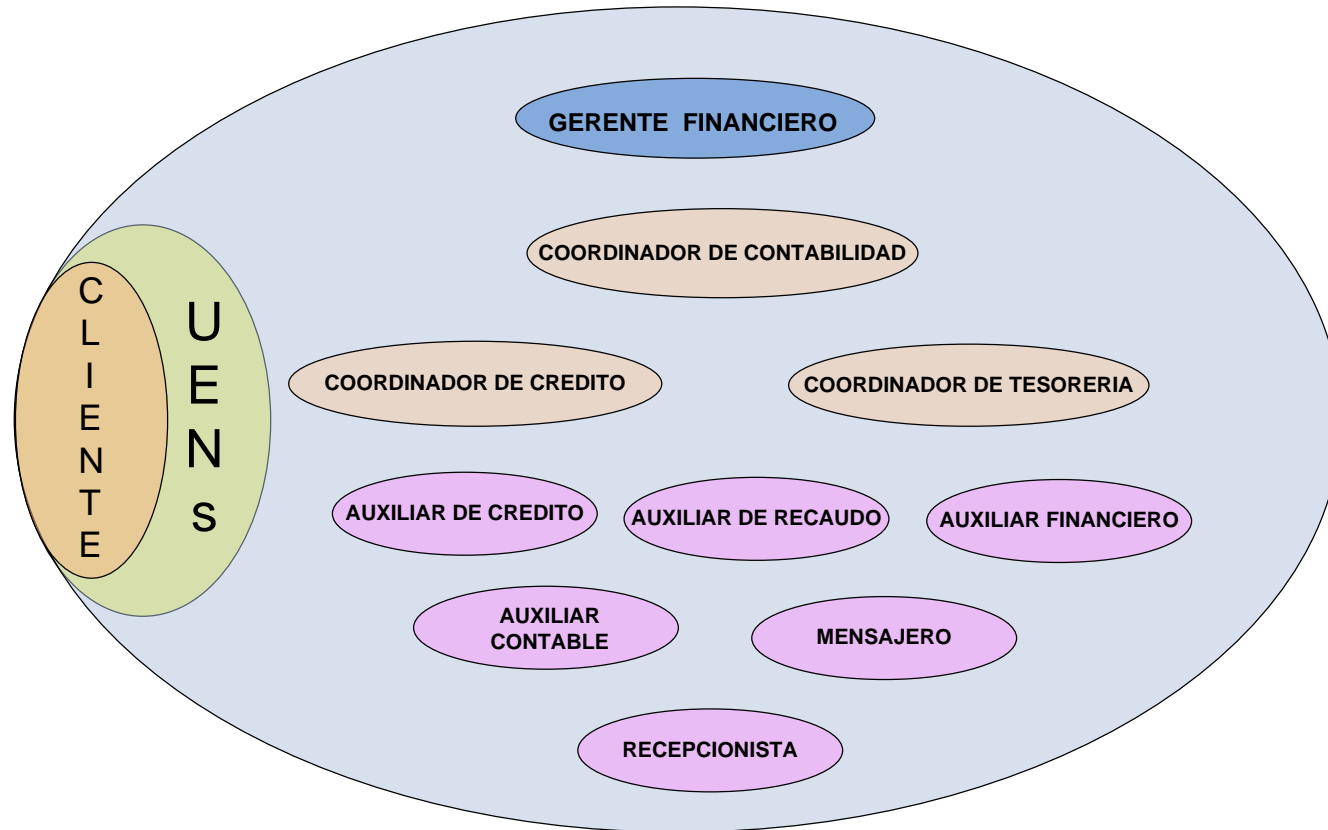 GERENTE  FINANCIERO
COORDINADOR DE CONTABILIDAD
CLIENTE
UENs
COORDINADOR DE CREDITO
COORDINADOR DE TESORERIA
AUXILIAR DE CREDITO
AUXILIAR DE RECAUDO
AUXILIAR FINANCIERO
AUXILIAR
CONTABLE
MENSAJERO
RECEPCIONISTA